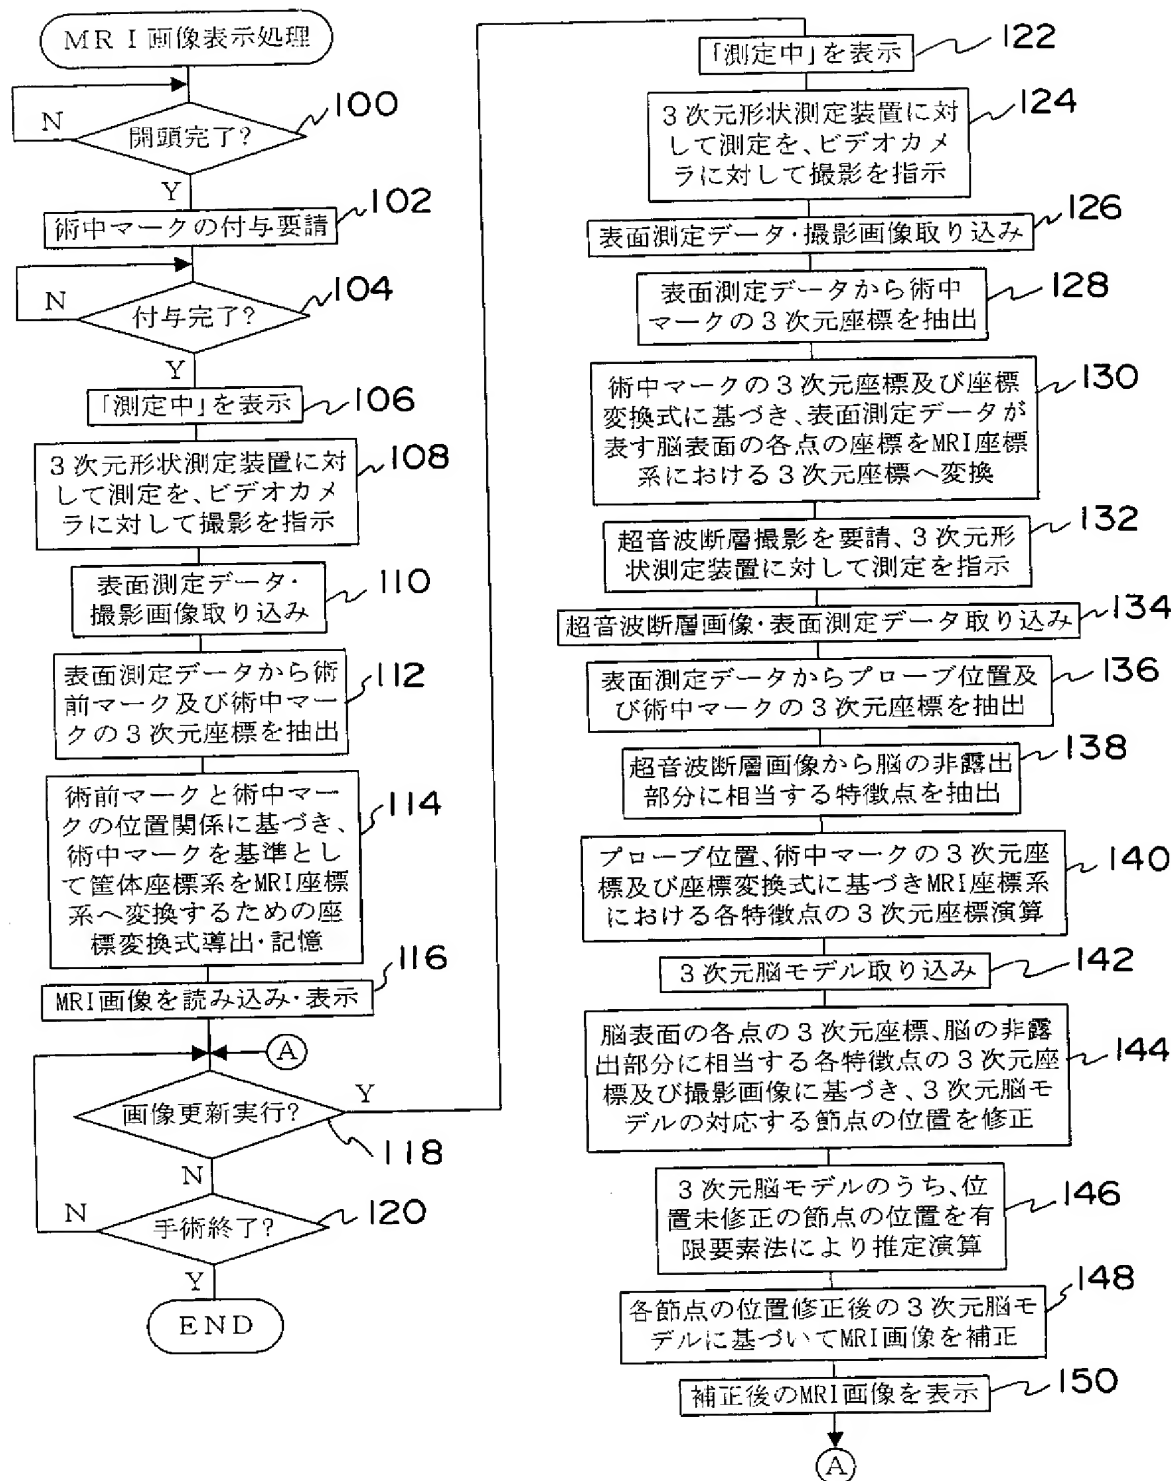 MRI画像表示処理
N
開頭完了?
100
Y
術中マークの付与要請
102
N
付与完了?
104
Y
「測定中」を表示
106
3次元形状測定装置に対
して測定を、ビデオカメ
ラに対して撮影を指示
108
表面測定データ・
撮影画像取り込み
110
表面測定データから術
前マーク及び術中マー
クの3次元座標を抽出
112
術前マークと術中マー
クの位置関係に基づき、
術中マークを基準とし
て筐体座標系をMRI座標
系へ変換するための座
標変換式導出・記憶
114
MRI画像を読み込み・表示
116
A
画像更新実行?
Y
118
N
N
手術終了?
120
Y
END
「測定中」を表示
122
3次元形状測定装置に対
して測定を、ビデオカメ
ラに対して撮影を指示
124
表面測定データ・撮影画像取り込み
126
表面測定データから術中
マークの3次元座標を抽出
128
術中マークの3次元座標及び座標
変換式に基づき、表面測定データが
表す脳表面の各点の座標をMRI座標
系における3次元座標へ変換
130
超音波断層撮影を要請、3次元形
状測定装置に対して測定を指示
132
超音波断層画像・表面測定データ取り込み
134
表面測定データからプローブ位置及
び術中マークの3次元座標を抽出
136
超音波断層画像から脳の非露出
部分に相当する特徴点を抽出
138
プローブ位置、術中マークの3次元座
標及び座標変換式に基づきMRI座標系
における各特徴点の3次元座標演算
140
3次元脳モデル取り込み
142
脳表面の各点の3次元座標、脳の非露
出部分に相当する各特徴点の3次元座
標及び撮影画像に基づき、3次元脳モ
デルの対応する節点の位置を修正
144
3次元脳モデルのうち、位
置未修正の節点の位置を有
限要素法により推定演算
146
各節点の位置修正後の3次元脳モ
デルに基づいてMRI画像を補正
148
補正後のMRI画像を表示
150
A